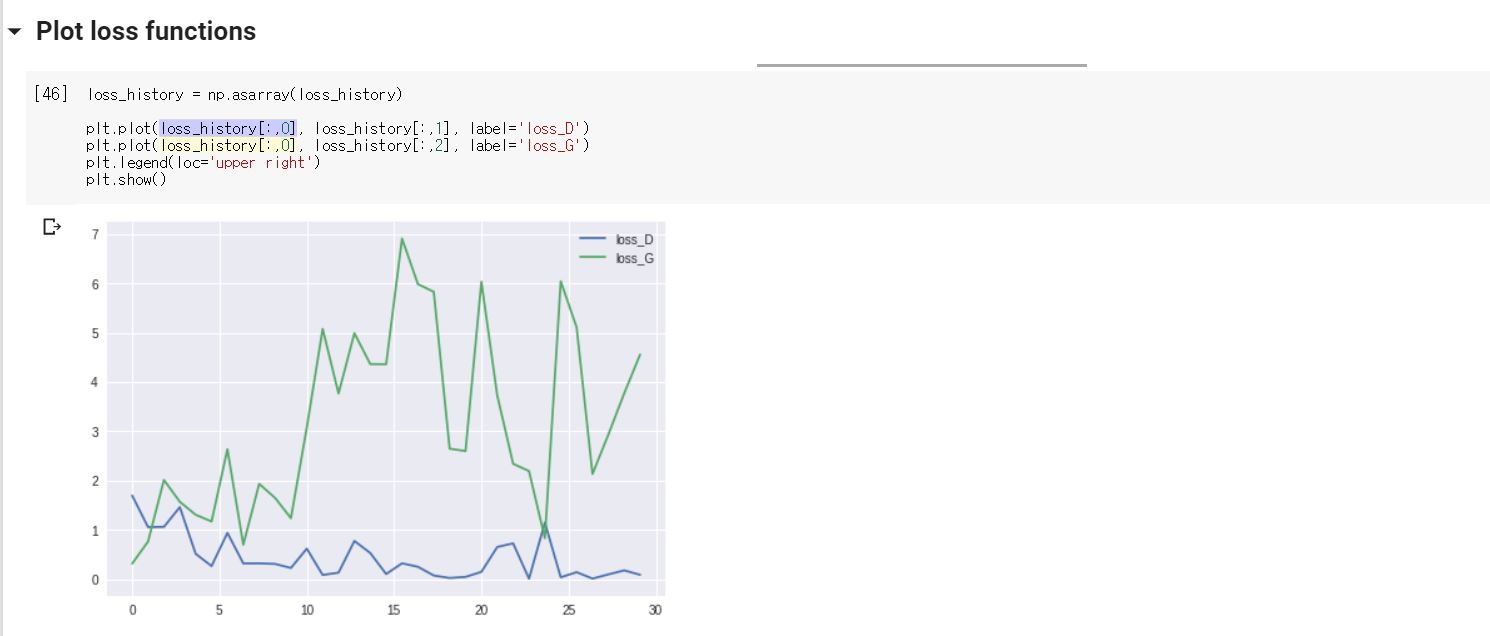 Plot loss functions
[46] loss_history = np.asarray(loss_history)
plt.plot(loss_history[:,0], loss_history[:,1], label='loss_D')
plt.plot(loss_history[:,0], loss_history[:,2], label='loss_G')
plt.legend(loc='upper right')
plt.show()
loss_D
loss_G
7
6
5
4
3
2
1
0
0 5 10 15 20 25 30